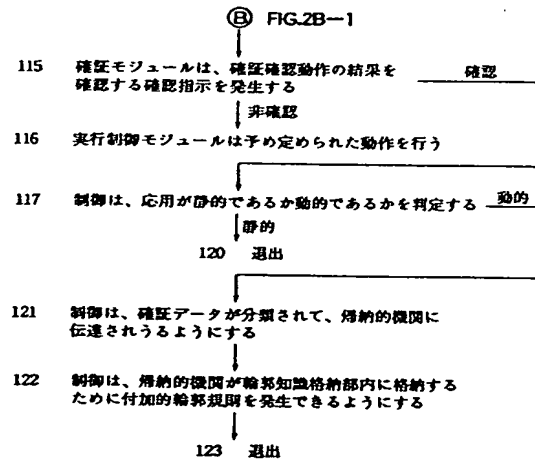 B FIG.2B-1
115 確証モジュールは、確証確認動作の結果を 確認
確認する確認指示を発生する
非確認
116 実行制御モジュールは予め定められた動作を行う
117 制御は、応用が静的であるか動的であるかを判定する 動的
静的
120 退出
121 制御は、確証データが分類されて、帰納的機関に
伝達されうるようにする
122 制御は、帰納的機関が輪郭知識格納部内に格納する
ために付加的輪郭規則を発生できるようにする
123 退出